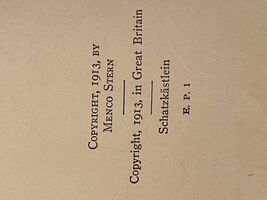 COPYRIGHT, 1913, BY
MENCO STERN
Copyright, 1913, in Great Britain
Schatzkästlein
E. P. 1